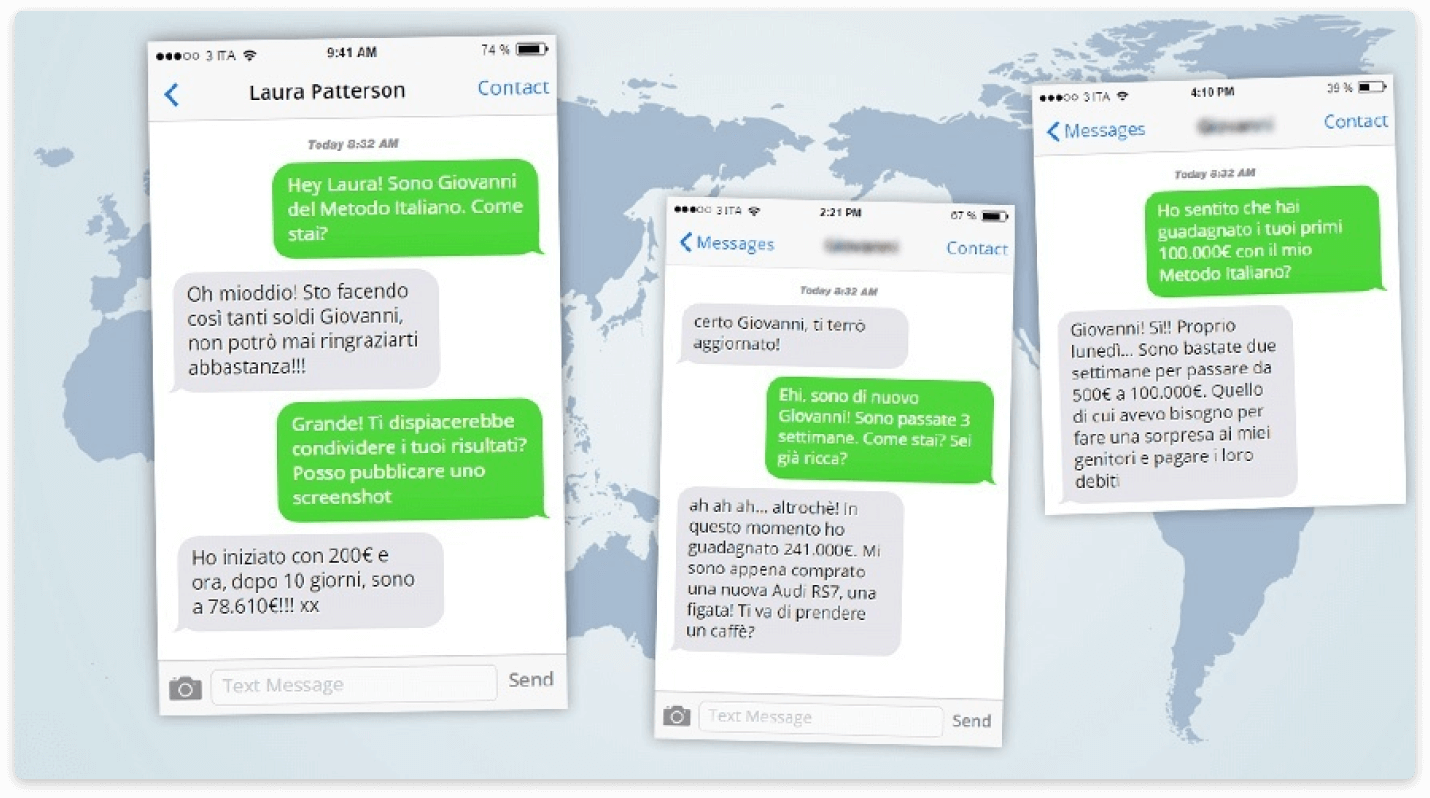 3 ITA
9:41 AM
74 %
Laura Patterson
Contact
Today 8:32 AM
Hey Laura! Sono Giovanni
del Metodo Italiano. Come
stai?
Oh mioddio! Sto facendo
così tanti soldi Giovanni,
non potrò mai ringraziarti
abbastanza!!!
Grande! Ti dispiacerebbe
condividere i tuoi risultati?
Posso pubblicare uno
screenshot
Ho iniziato con 200€ e
ora, dopo 10 giorni, sono
a 78.610€!!! xx
Text Message
Send
3 ITA
2:21 PM
67 %
Messages
Contact
Today 8:32 AM
certo Giovanni, ti terrò
aggiornato!
Ehi, sono di nuovo
Giovanni! Sono passate 3
settimane. Come stai? Sei
già ricca?
ah ah ah... altrochè! In
questo momento ho
guadagnato 241.000€. Mi
sono appena comprato
una nuova Audi RS7, una
figata! Ti va di prendere
un caffè?
Text Message
Send
3 ITA
4:10 PM
39 %
Messages
Contact
Today 8:32 AM
Ho sentito che hai
guadagnato i tuoi primi
100.000€ con il mio
Metodo Italiano?
Giovanni! Sì!! Proprio
lunedì... Sono bastate due
settimane per passare da
500€ a 100.000€. Quello
di cui avevo bisogno per
fare una sorpresa ai miei
genitori e pagare i loro
debiti